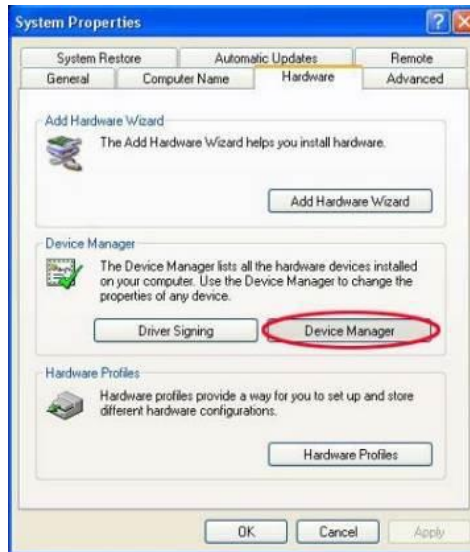 System Properties
System Restore Automatic Updates Remote
General Computer Name Hardware Advanced
Add Hardware Wizard
The Add Hardware Wizard helps you install hardware.
Add Hardware Wizard
Device Manager
The Device Manager lists all the hardware devices installed
on your computer. Use the Device Manager to change the
properties of any device.
Driver Signing Device Manager
Hardware Profiles
Hardware profiles provide a way for you to set up and store
different hardware configurations.
Hardware Profiles
OK Cancel Apply